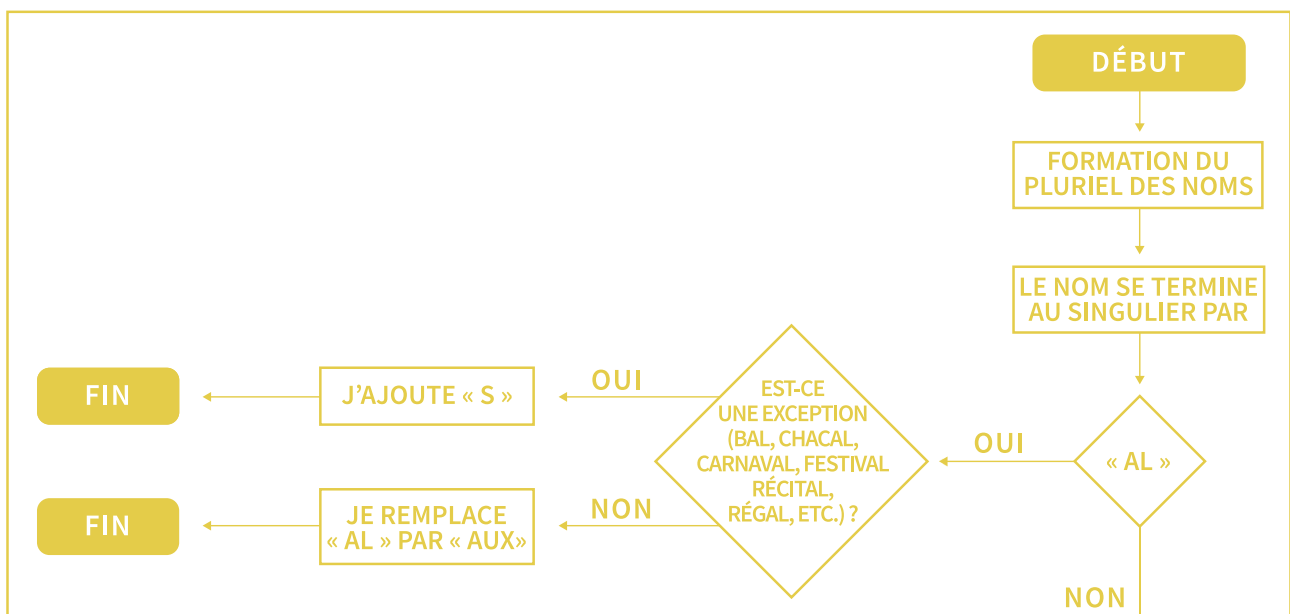 DÉBUT
FORMATION DU
PLURIEL DES NOMS
LE NOM SE TERMINE
AU SINGULIER PAR
« AL »
OUI
NON
EST-CE
UNE EXCEPTION
(BAL, CHACAL,
CARNAVAL, FESTIVAL
RÉCITAL,
RÉGAL, ETC.) ?
OUI
J’AJOUTE « S »
FIN
NON
JE REMPLACE
« AL » PAR « AUX»
FIN